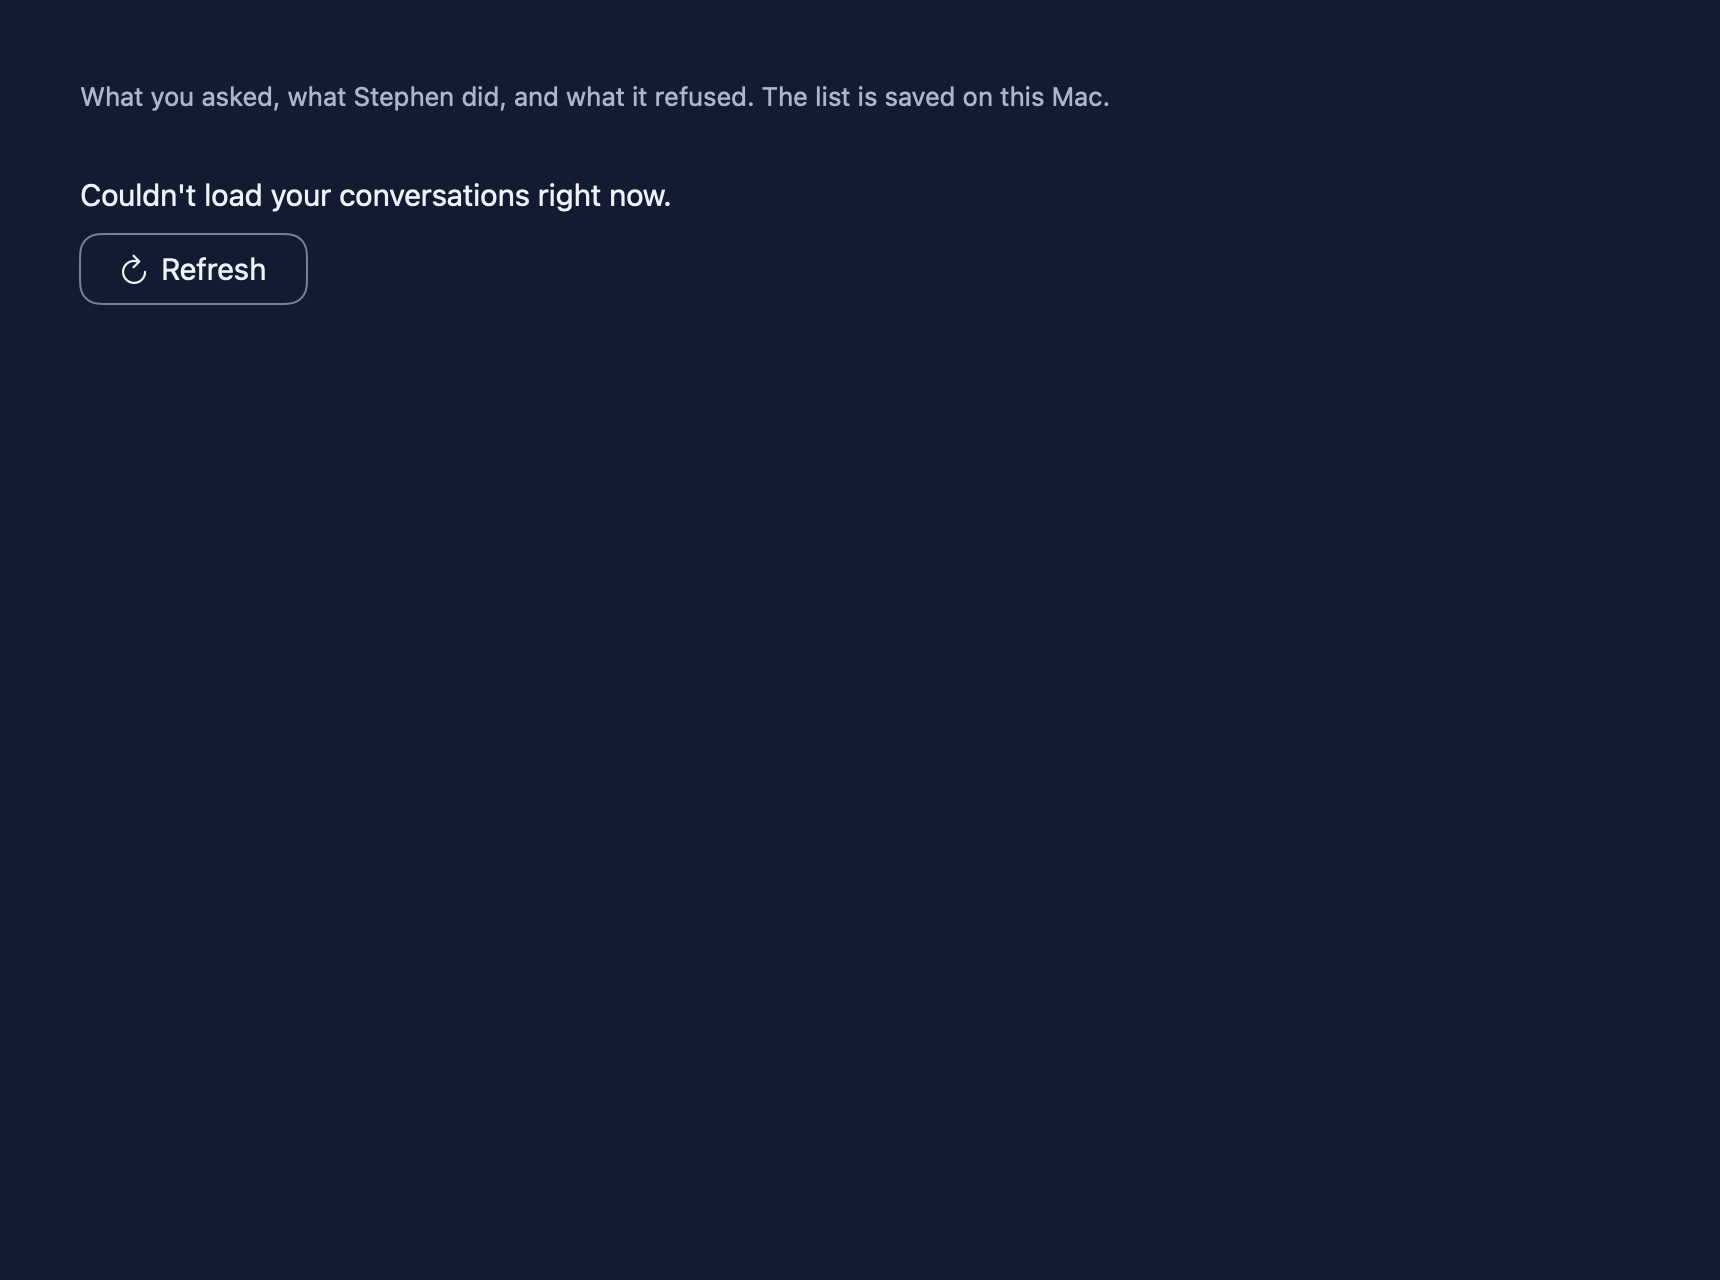 What you asked, what Stephen did, and what it refused. The list is saved on this Mac.
Couldn't load your conversations right now.
Refresh